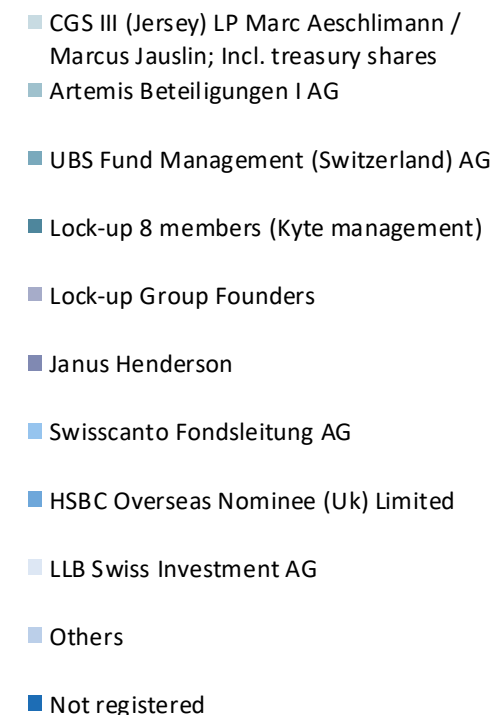 CGS III (Jersey) LP Marc Aeschlimann /
Marcus Jauslin; Incl. treasury shares
Artemis Beteiligungen I AG
UBS Fund Management (Switzerland) AG
Lock-up 8 members (Kyte management)
Lock-up Group Founders
Janus Henderson
Swisscanto Fondsleitung AG
HSBC Overseas Nominee (Uk) Limited
LLB Swiss Investment AG
Others
Not registered